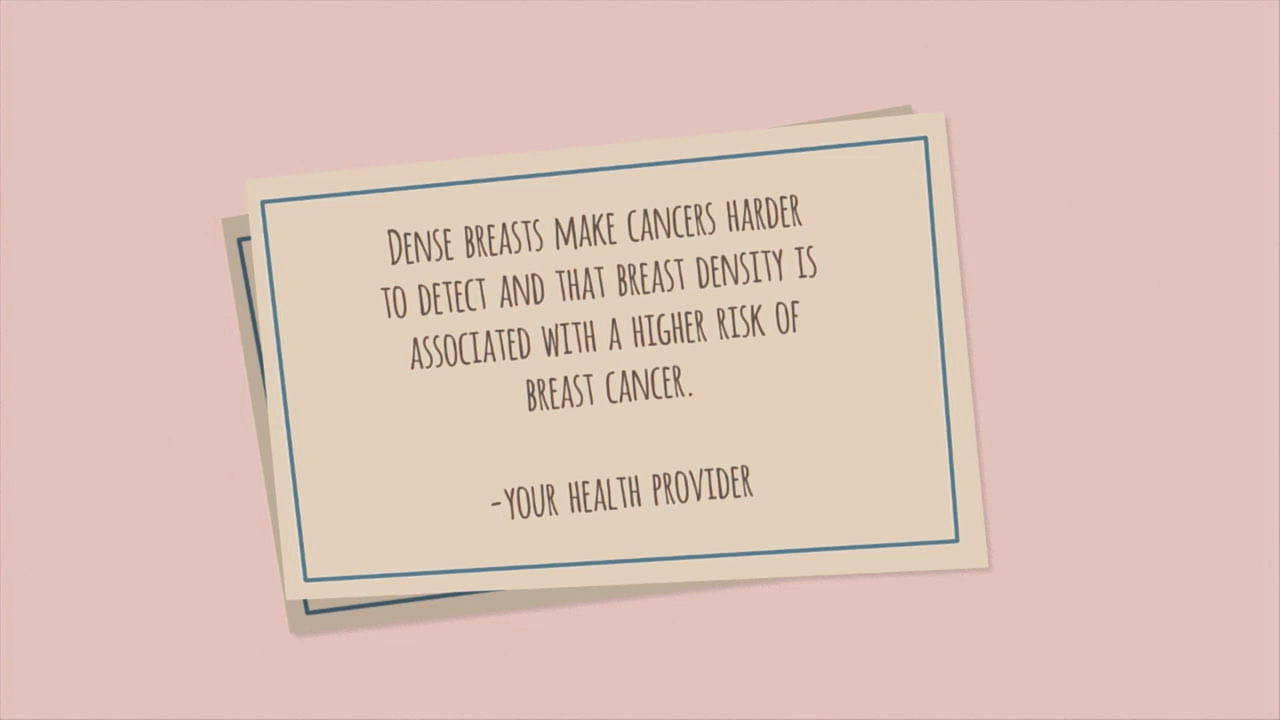 Dense breasts make cancers harder
to detect and that breast density is
associated with a higher risk of
breast cancer.
-your health provider